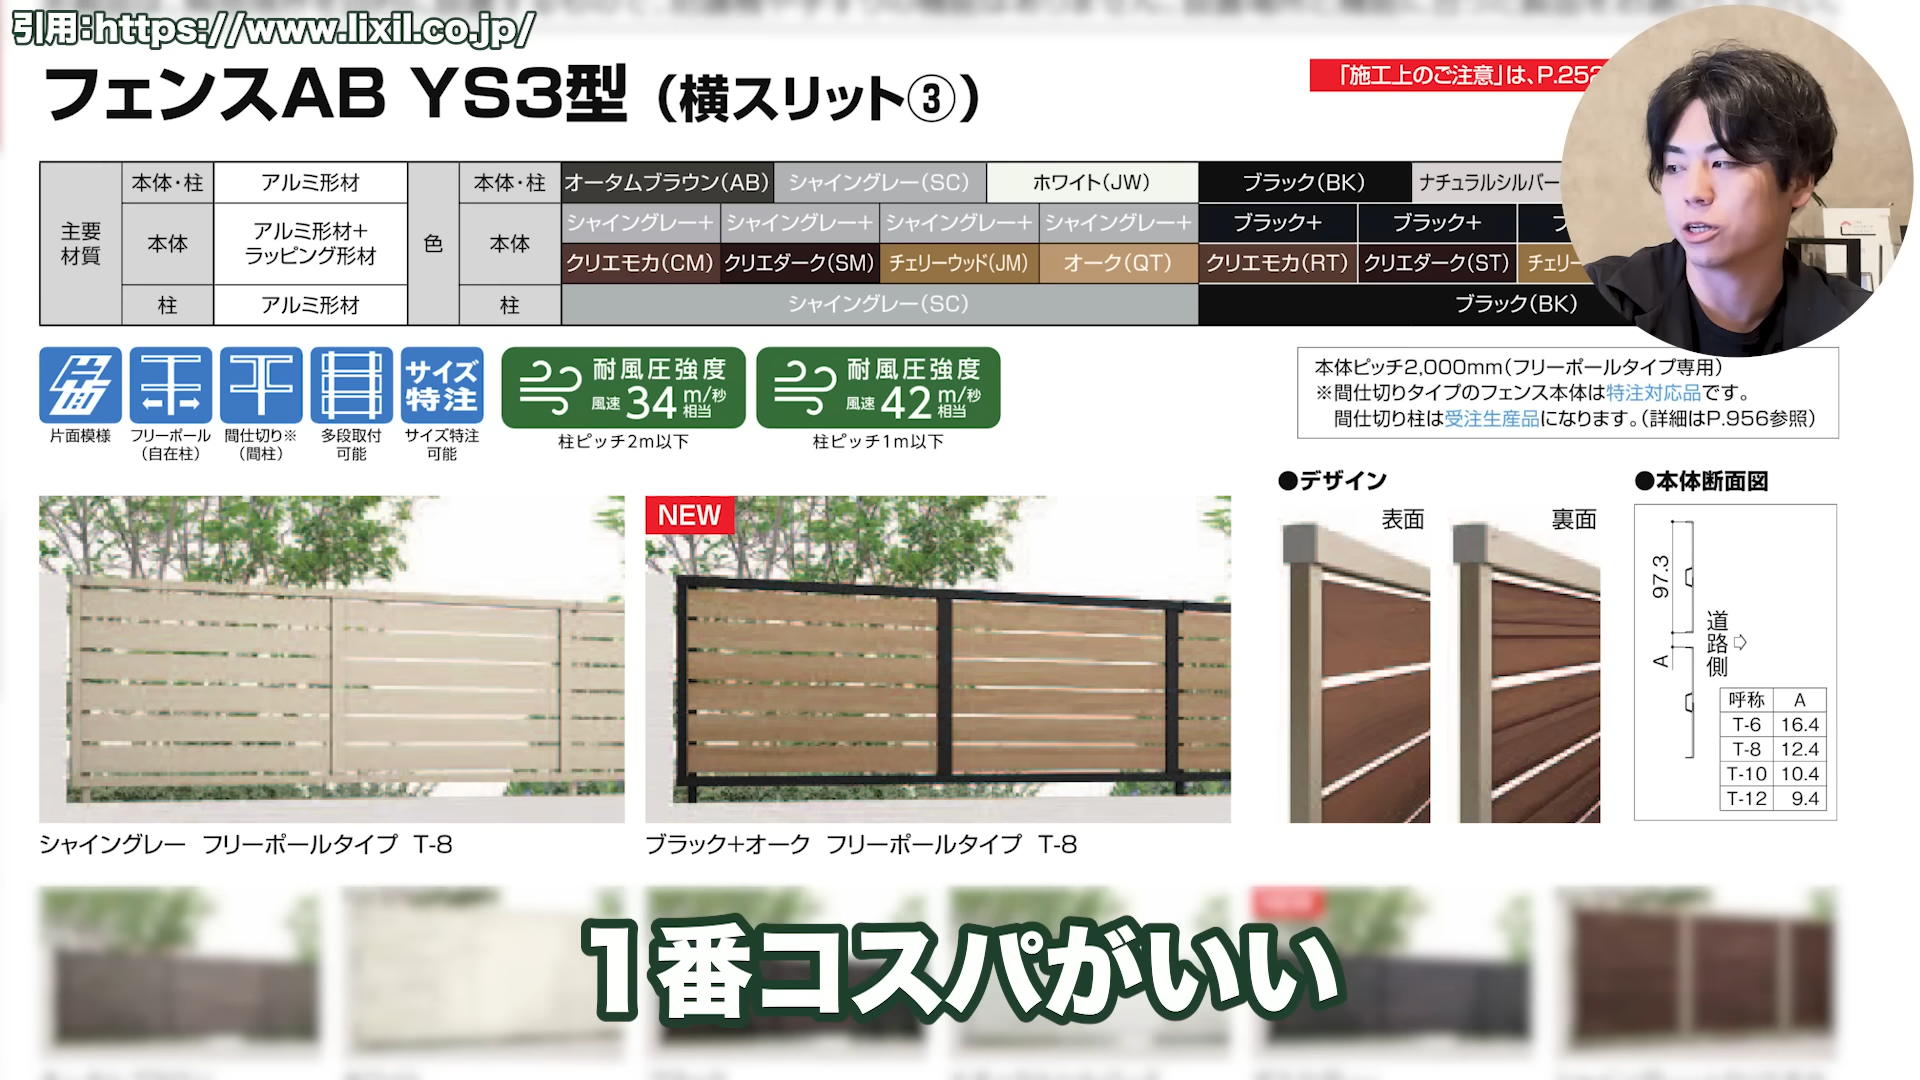 引用:https://www.lixil.co.jp/
フェンスAB YS3型（横スリット③）
「施工上のご注意」は、P.252
主要材質
本体・柱 アルミ形材
本体 アルミ形材＋ラッピング形材
柱 アルミ形材
色
本体・柱 オータムブラウン(AB) シャイングレー(SC) ホワイト(JW) ブラック(BK) ナチュラルシルバー
本体 シャイングレー＋ シャイングレー＋ シャイングレー＋ シャイングレー＋ ブラック＋ ブラック＋
クリエモカ(CM) クリエダーク(SM) チェリーウッド(JM) オーク(QT) クリエモカ(RT) クリエダーク(ST) チェリー
柱 シャイングレー(SC) ブラック(BK)
片面
片面模様
フリーポール
（自在柱）
間仕切り※
（間柱）
多段取付
可能
サイズ
特注
サイズ特注
可能
耐風圧強度
風速34m/秒相当
柱ピッチ2m以下
耐風圧強度
風速42m/秒相当
柱ピッチ1m以下
本体ピッチ2,000mm（フリーポールタイプ専用）
※間仕切りタイプのフェンス本体は特注対応品です。
間仕切り柱は受注生産品になります。（詳細はP.956参照）
NEW
シャイングレー フリーポールタイプ T-8
ブラック＋オーク フリーポールタイプ T-8
●デザイン
表面
裏面
●本体断面図
97.3
A
道路側
呼称 A
T-6 16.4
T-8 12.4
T-10 10.4
T-12 9.4
1番コスパがいい